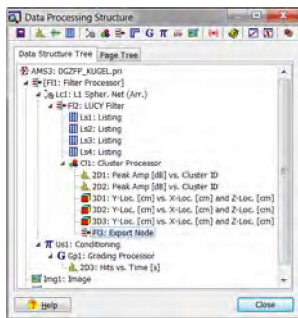 Data Processing Structure
Data Structure Tree Page Tree
AMS3: DGZFP_KUGEL.pri
[Fl1: Filter Processor]
Lc1: L1 Spher. Net (Arr.)
Fl2: LUCY Filter
Ls1: Listing
Ls2: Listing
Ls3: Listing
Ls4: Listing
Cl1: Cluster Processor
2D1: Peak Amp [dB] vs. Cluster ID
2D2: Peak Amp [dB] vs. Cluster ID
3D1: Y-Loc. [cm] vs. X-Loc. [cm] and Z-Loc. [cm]
3D2: Y-Loc. [cm] vs. X-Loc. [cm] and Z-Loc. [cm]
3D3: Y-Loc. [cm] vs. X-Loc. [cm] and Z-Loc. [cm]
Fl3: Export Node
Us1: Conditioning
Gp1: Grading Processor
2D3: Hits vs. Time [s]
Img1: Image
Help Close